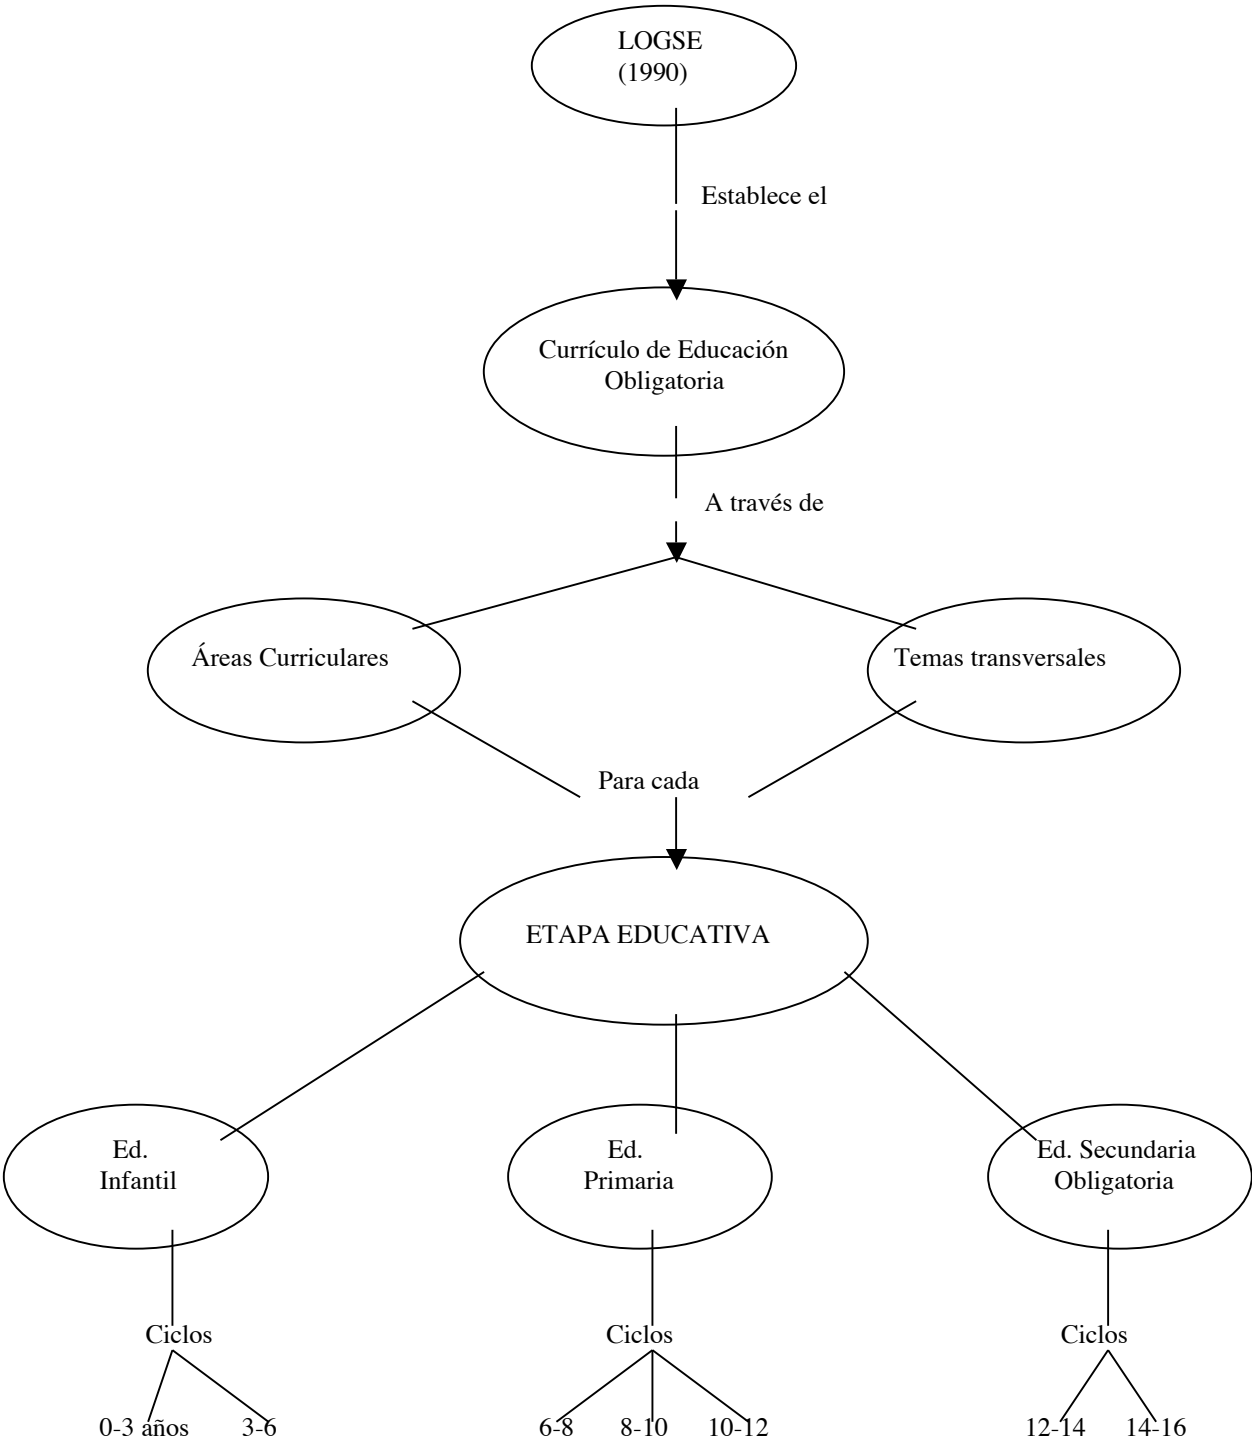 LOGSE
(1990)
Establece el
Currículo de Educación
Obligatoria
A través de
Áreas Curriculares
Temas transversales
Para cada
ETAPA EDUCATIVA
Ed.
Infantil
Ed.
Primaria
Ed. Secundaria
Obligatoria
Ciclos
Ciclos
Ciclos
0-3 años
3-6
6-8
8-10
10-12
12-14
14-16